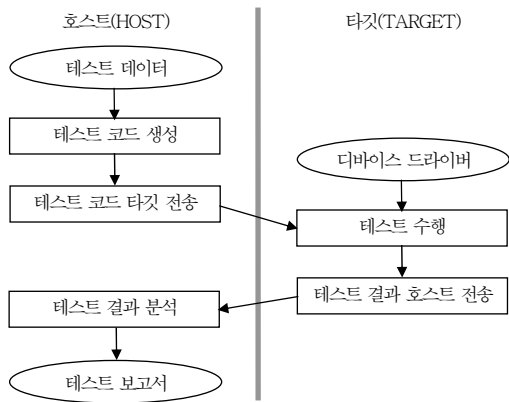 호스트(HOST)
타깃(TARGET)
테스트 데이터
테스트 코드 생성
디바이스 드라이버
테스트 코드 타깃 전송
테스트 수행
테스트 결과 호스트 전송
테스트 결과 분석
테스트 보고서